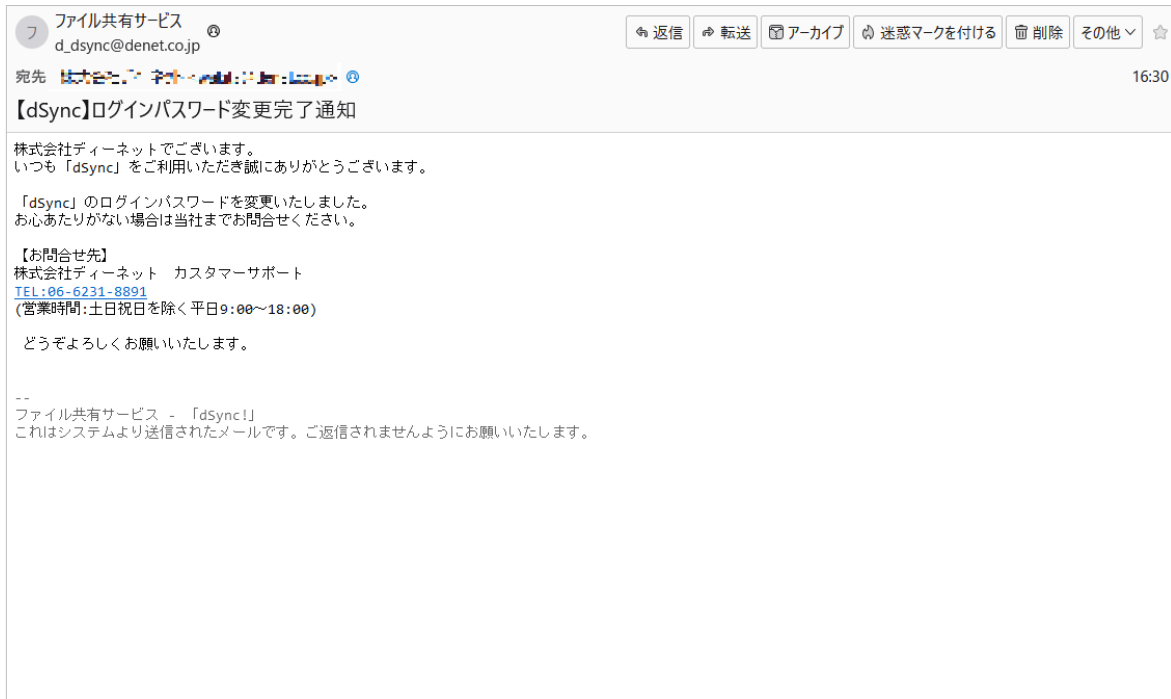 フ
ファイル共有サービス
d_dsync@denet.co.jp
返信
転送
アーカイブ
迷惑マークを付ける
削除
その他
宛先
16:30
【dSync】ログインパスワード変更完了通知
株式会社ディーネットでございます。
いつも「dSync」をご利用いただき誠にありがとうございます。
「dSync」のログインパスワードを変更いたしました。
お心あたりがない場合は当社までお問合せください。
【お問合せ先】
株式会社ディーネット　カスタマーサポート
TEL:06-6231-8891
(営業時間:土日祝日を除く平日9:00～18:00)
どうぞよろしくお願いいたします。
--
ファイル共有サービス - 「dSync!」
これはシステムより送信されたメールです。ご返信されませんようにお願いいたします。